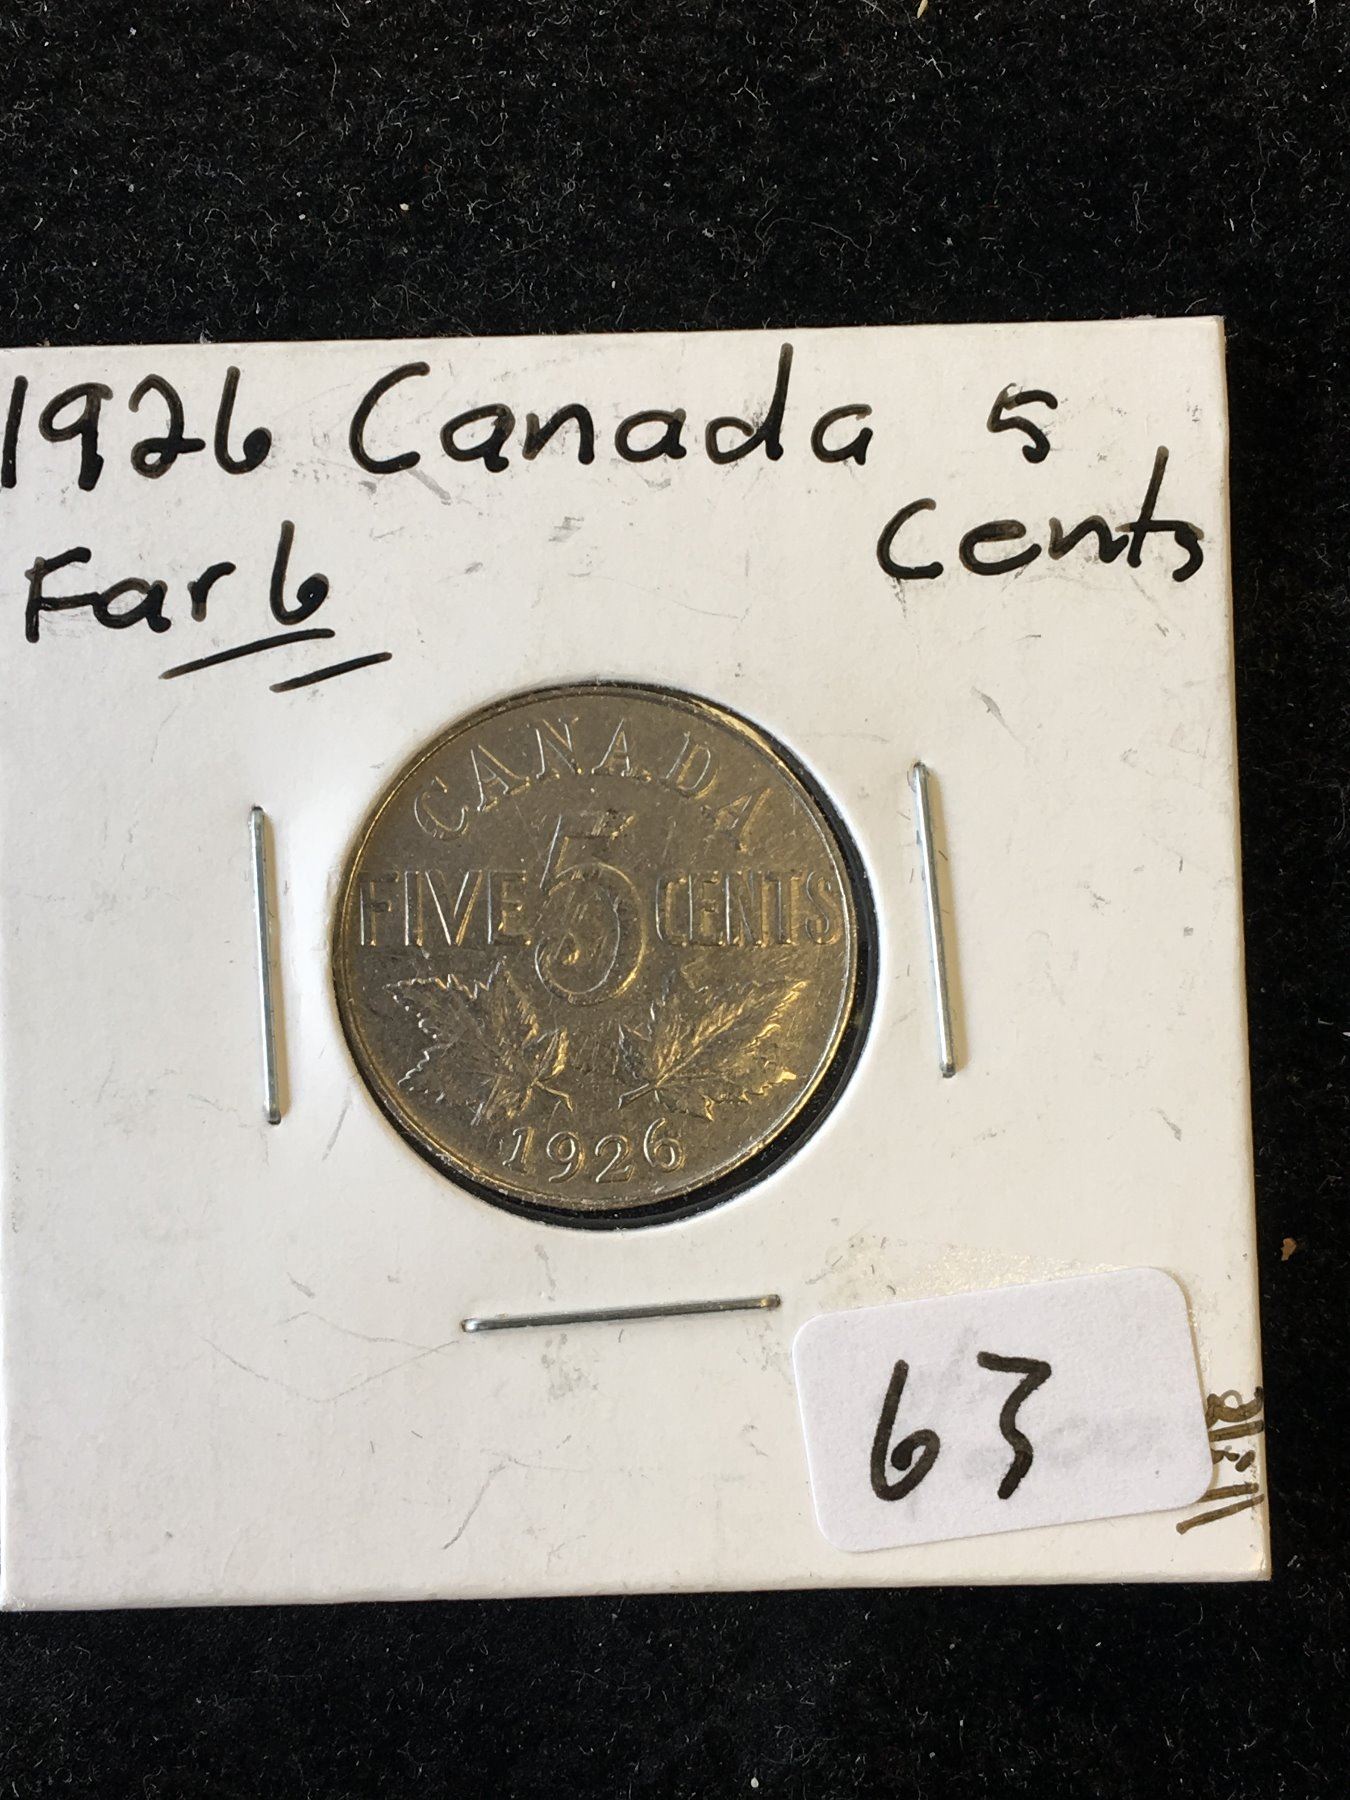 1926 Canada 5
Cents
Far 6
CANADA
FIVE 5 CENTS
1926
63